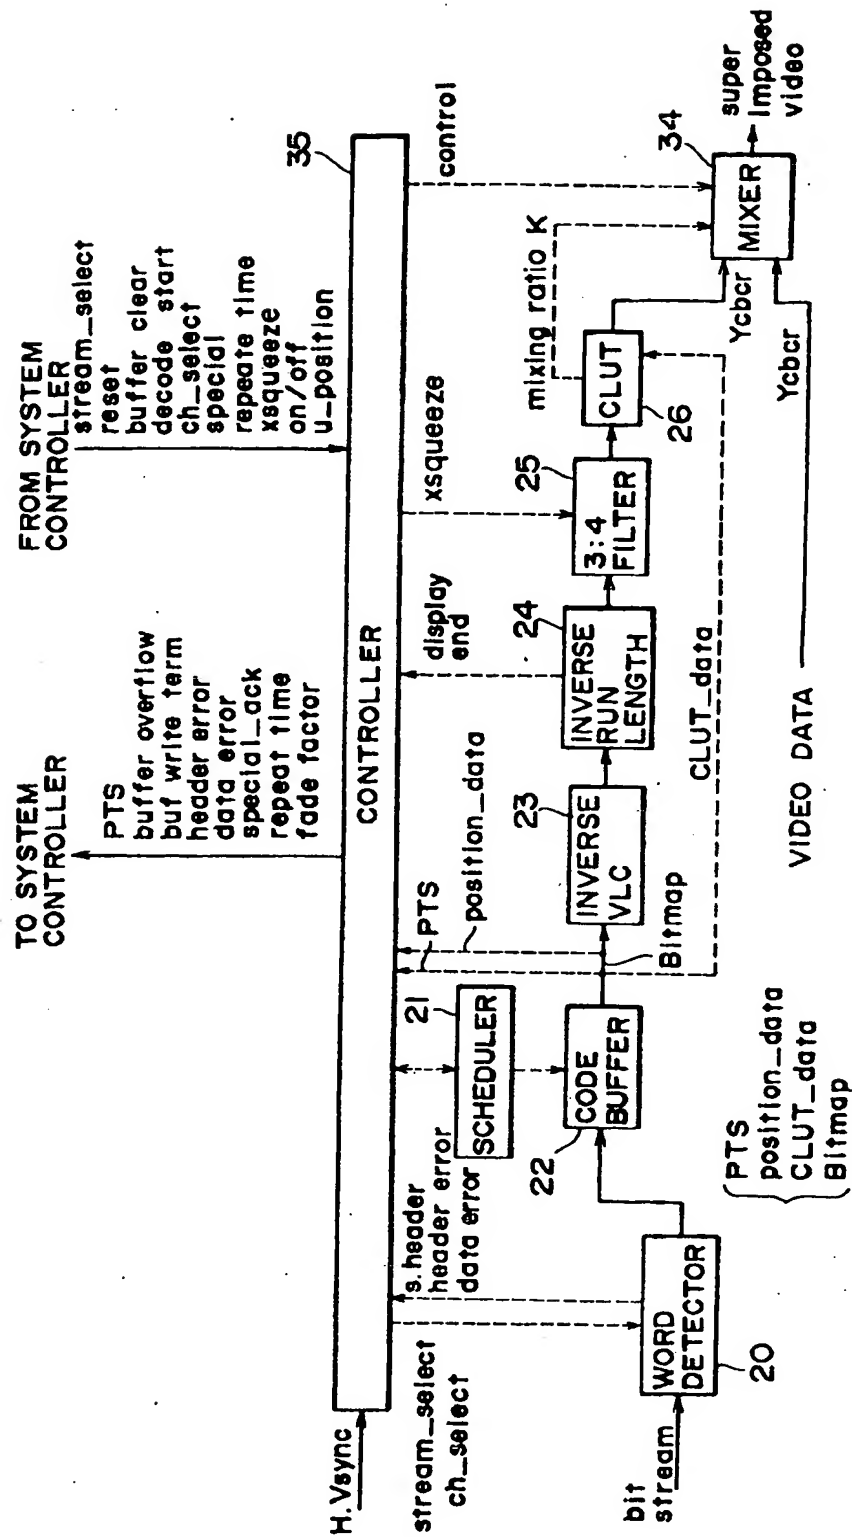 TO SYSTEM
CONTROLLER
PTS
buffer overflow
buf write term
header error
data error
special_ack
repeat time
fade factor
FROM SYSTEM
CONTROLLER
stream_select
reset
buffer clear
decode start
ch_select
special
repeate time
xsqueeze
on/off
u_position
H.Vsync
CONTROLLER
35
stream_select
ch_select
s.header
header error
data error
SCHEDULER
21
PTS
position_data
display
end
xsqueeze
control
bit
stream
WORD
DETECTOR
20
CODE
BUFFER
22
Bitmap
INVERSE
VLC
23
INVERSE
RUN
LENGTH
24
3:4
FILTER
25
CLUT
26
mixing ratio K
MIXER
34
super
imposed
video
Ycbcr
Ycbcr
CLUT_data
VIDEO DATA
PTS
position_data
CLUT_data
Bitmap